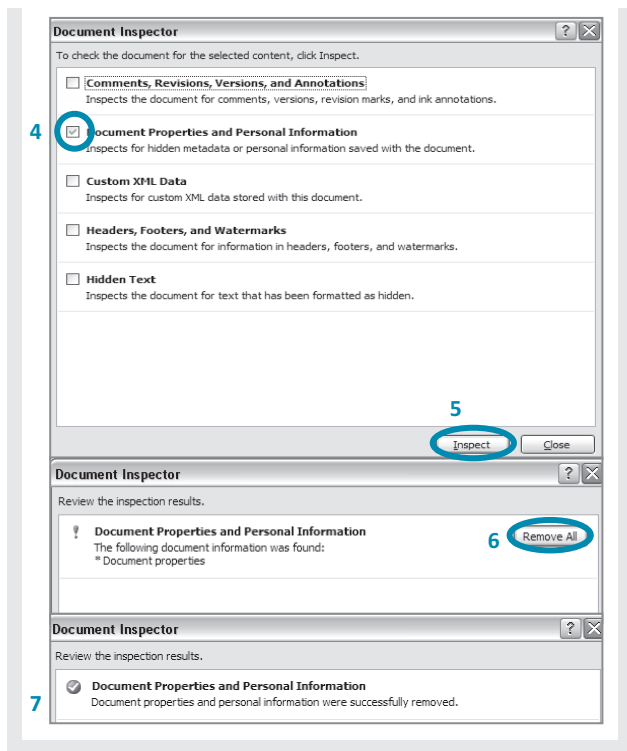 Document Inspector
To check the document for the selected content, click Inspect.
Comments, Revisions, Versions, and Annotations
Inspects the document for comments, versions, revision marks, and ink annotations.
4
Document Properties and Personal Information
Inspects for hidden metadata or personal information saved with the document.
Custom XML Data
Inspects for custom XML data stored with this document.
Headers, Footers, and Watermarks
Inspects the document for information in headers, footers, and watermarks.
Hidden Text
Inspects the document for text that has been formatted as hidden.
5
Inspect Close
Document Inspector
Review the inspection results.
Document Properties and Personal Information
The following document information was found:
* Document properties
6 Remove All
Document Inspector
Review the inspection results.
Document Properties and Personal Information
7 Document properties and personal information were successfully removed.